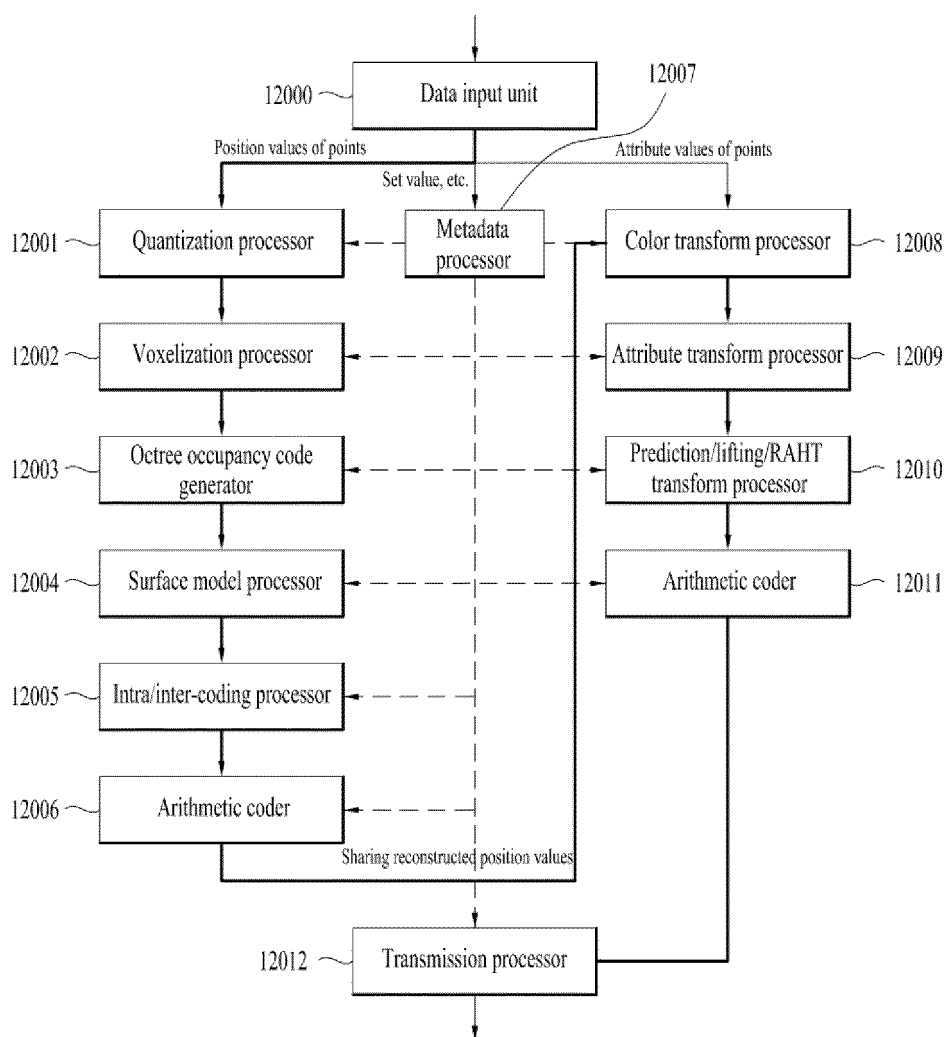 12007
12000
Data input unit
Position values of points
Attribute values of points
Set value, etc.
12001
Quantization processor
Metadata
processor
Color transform processor
12008
12002
Voxelization processor
Attribute transform processor
12009
12003
Octree occupancy code
generator
Prediction/lifting/RAHT
transform processor
12010
12004
Surface model processor
Arithmetic coder
12011
12005
Intra/inter-coding processor
12006
Arithmetic coder
Sharing reconstructed position values
12012
Transmission processor